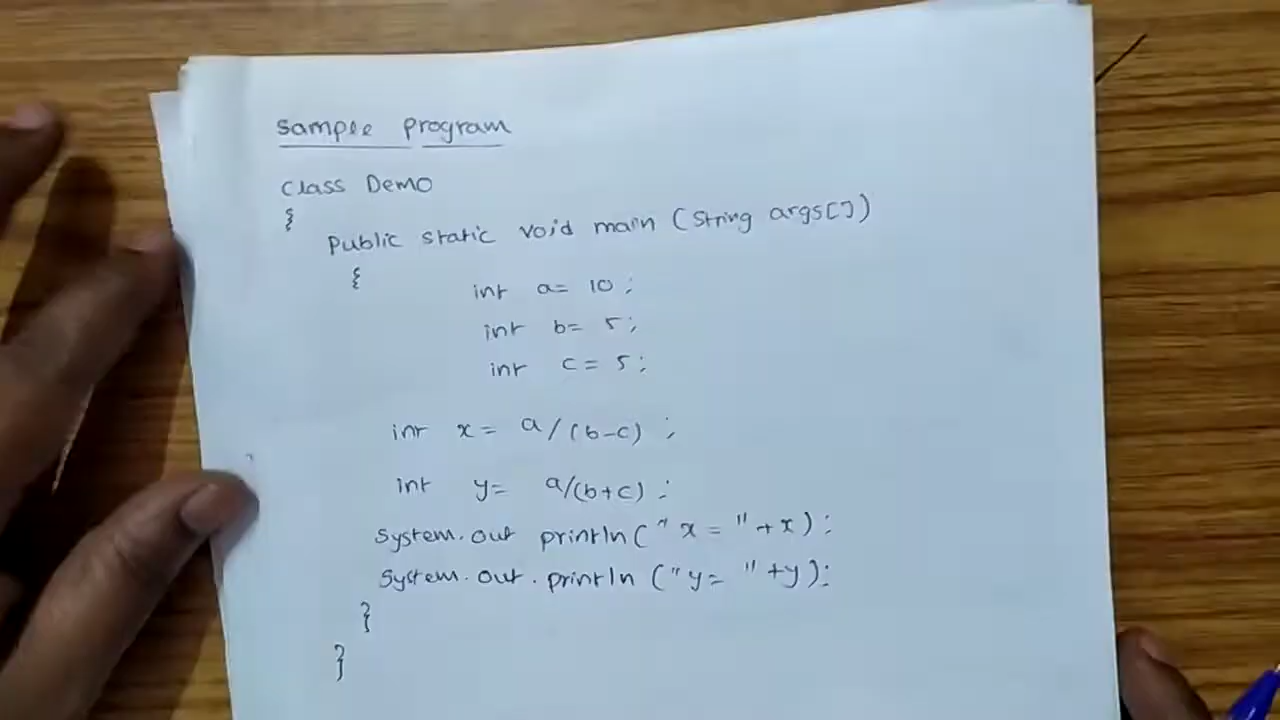 Sample program
Class Demo
{
Public static void main (String args[])
{
int a= 10;
int b= 5;
int c= 5;
int x= a/(b-c) ;
int y= a/(b+c) ;
System.out println(" x = "+x);
System.out.println ("y= "+y);
}
}